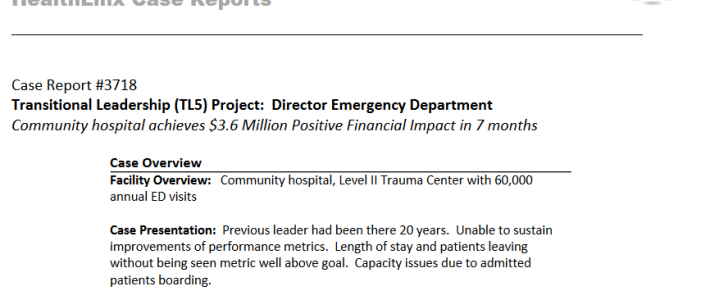 HealthLinx Case Reports
Case Report #3718
Transitional Leadership (TL5) Project: Director Emergency Department
Community hospital achieves $3.6 Million Positive Financial Impact in 7 months
Case Overview
Facility Overview: Community hospital, Level II Trauma Center with 60,000
annual ED visits
Case Presentation: Previous leader had been there 20 years. Unable to sustain
improvements of performance metrics. Length of stay and patients leaving
without being seen metric well above goal. Capacity issues due to admitted
patients boarding.